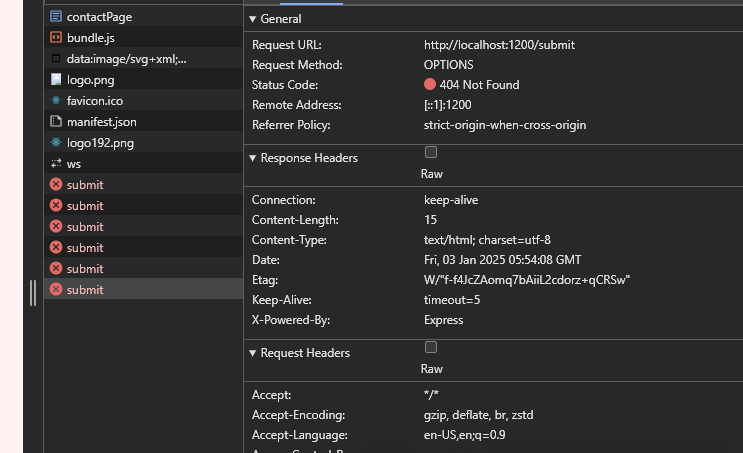 contactPage
bundle.js
data:image/svg+xml;...
logo.png
favicon.ico
manifest.json
logo192.png
ws
submit
submit
submit
submit
submit
submit
General
Request URL: http://localhost:1200/submit
Request Method: OPTIONS
Status Code: 404 Not Found
Remote Address: [::1]:1200
Referrer Policy: strict-origin-when-cross-origin
Response Headers
Raw
Connection: keep-alive
Content-Length: 15
Content-Type: text/html; charset=utf-8
Date: Fri, 03 Jan 2025 05:54:08 GMT
Etag: W/"f-f4JcZAomq7bAiiL2cdorz+qCRSw"
Keep-Alive: timeout=5
X-Powered-By: Express
Request Headers
Raw
Accept: */*
Accept-Encoding: gzip, deflate, br, zstd
Accept-Language: en-US,en;q=0.9